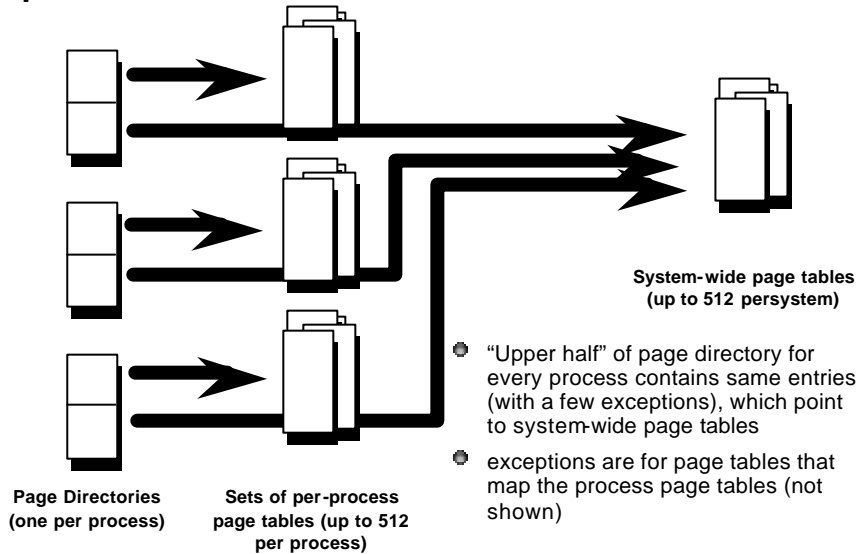 System-wide page tables
(up to 512 persystem)
"Upper half" of page directory for
every process contains same entries
(with a few exceptions), which point
to system-wide page tables
exceptions are for page tables that
map the process page tables (not
shown)
Page Directories
(one per process)
Sets of per-process
page tables (up to 512
per process)